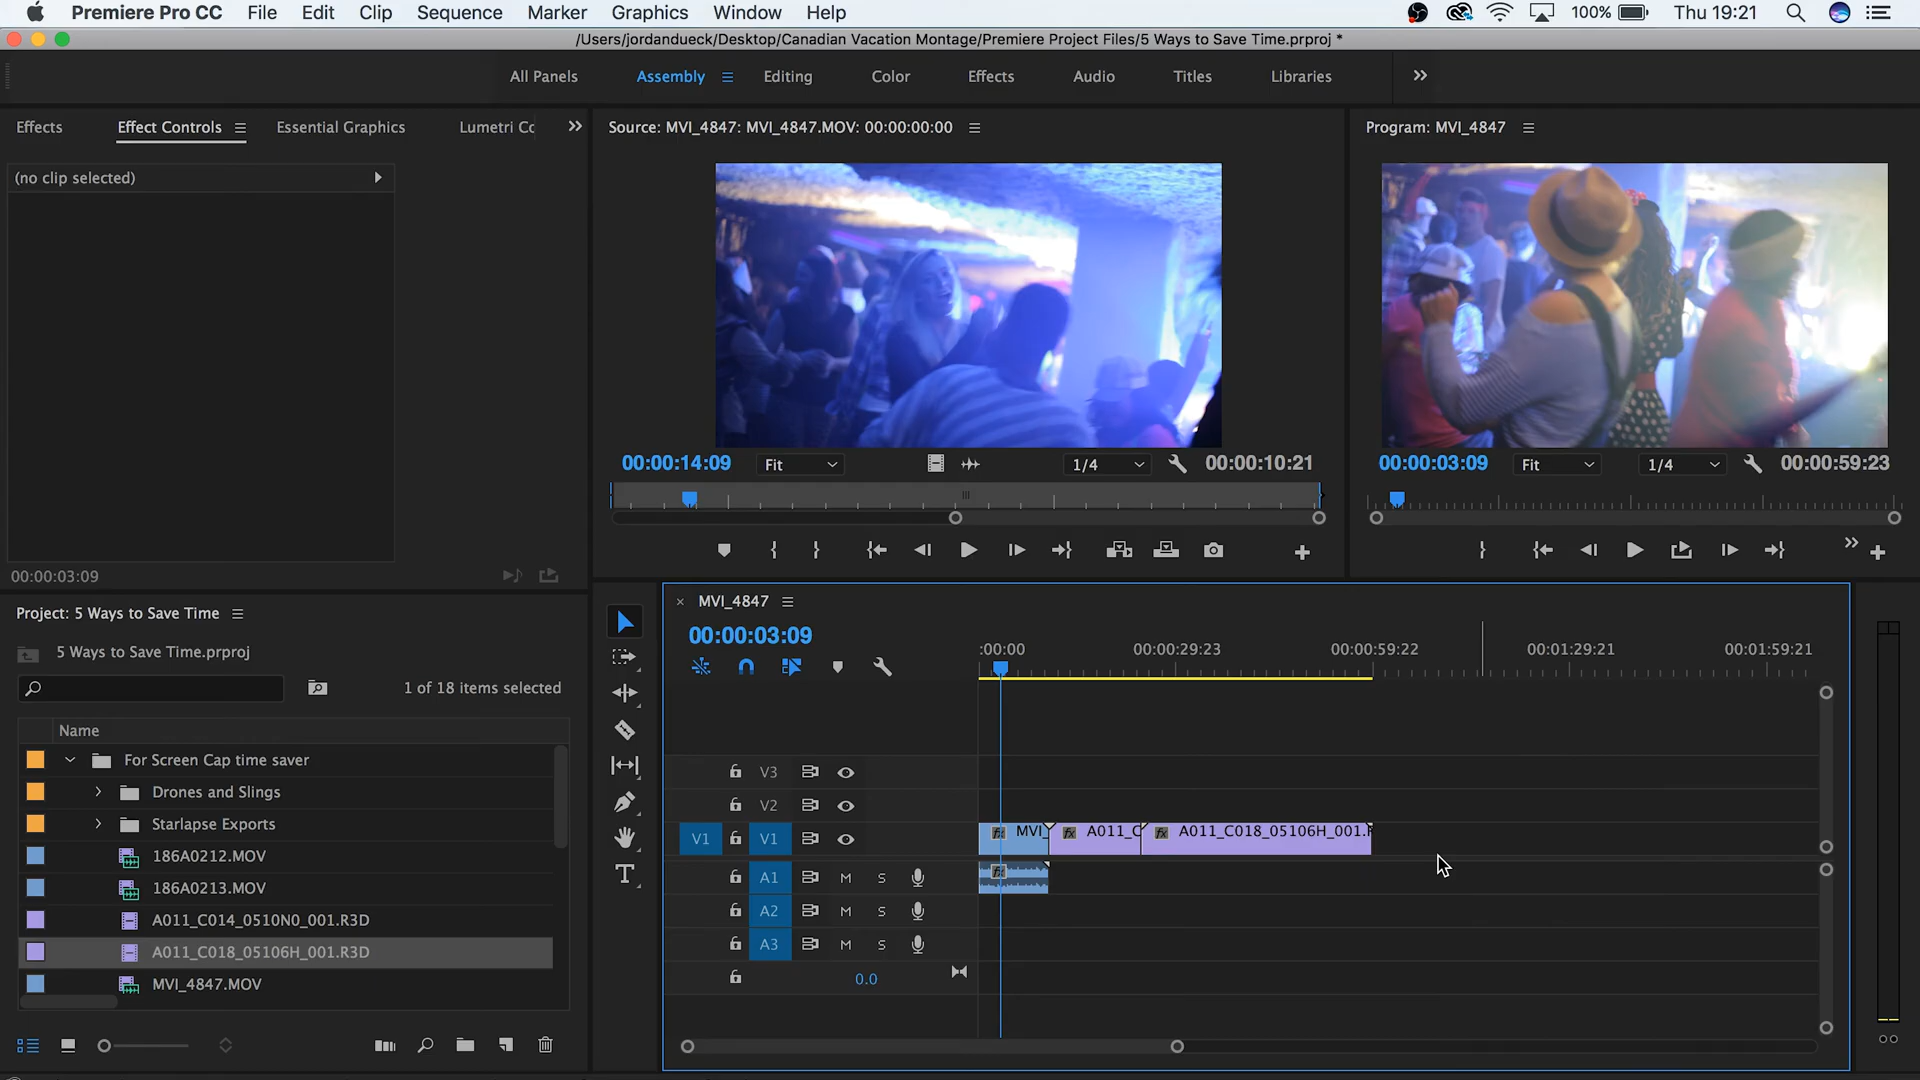 Premiere Pro CC File Edit Clip Sequence Marker Graphics Window Help 100% Thu 19:21
/Users/jordandueck/Desktop/Canadian Vacation Montage/Premiere Project Files/5 Ways to Save Time.prproj *
All Panels Assembly Editing Color Effects Audio Titles Libraries
Effects Effect Controls Essential Graphics Lumetri Cc
Source: MVI_4847: MVI_4847.MOV: 00:00:00:00
Program: MVI_4847
(no clip selected)
00:00:14:09 Fit 1/4 00:00:10:21
00:00:03:09 Fit 1/4 00:00:59:23
00:00:03:09
Project: 5 Ways to Save Time
5 Ways to Save Time.prproj
1 of 18 items selected
Name
For Screen Cap time saver
Drones and Slings
Starlapse Exports
186A0212.MOV
186A0213.MOV
A011_C014_0510N0_001.R3D
A011_C018_05106H_001.R3D
MVI_4847.MOV
MVI_4847
00:00:03:09
:00:00 00:00:29:23 00:00:59:22 00:01:29:21 00:01:59:21
V3
V2
V1 V1 fx MVI_ fx A011_C fx A011_C018_05106H_001.F
A1 M S fx
A2 M S
A3 M S
0.0